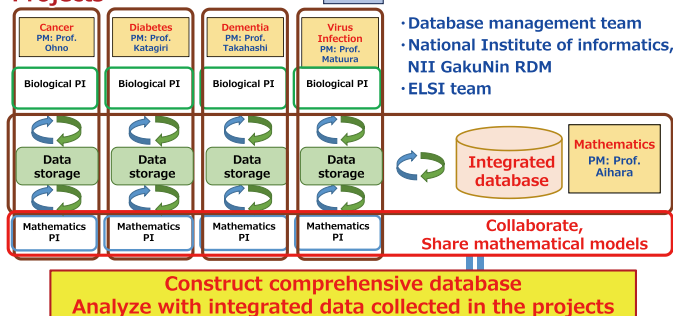 Projects
Cancer
PM: Prof.
Ohno
Diabetes
PM: Prof.
Katagiri
Dementia
PM: Prof.
Takahashi
Virus
Infection
PM: Prof.
Matuura
・Database management team
・National Institute of informatics,
NII GakuNin RDM
・ELSI team
Biological PI
Biological PI
Biological PI
Biological PI
Data
storage
Data
storage
Data
storage
Data
storage
Integrated
database
Mathematics
PM: Prof.
Aihara
Mathematics
PI
Mathematics
PI
Mathematics
PI
Mathematics
PI
Collaborate,
Share mathematical models
Construct comprehensive database
Analyze with integrated data collected in the projects